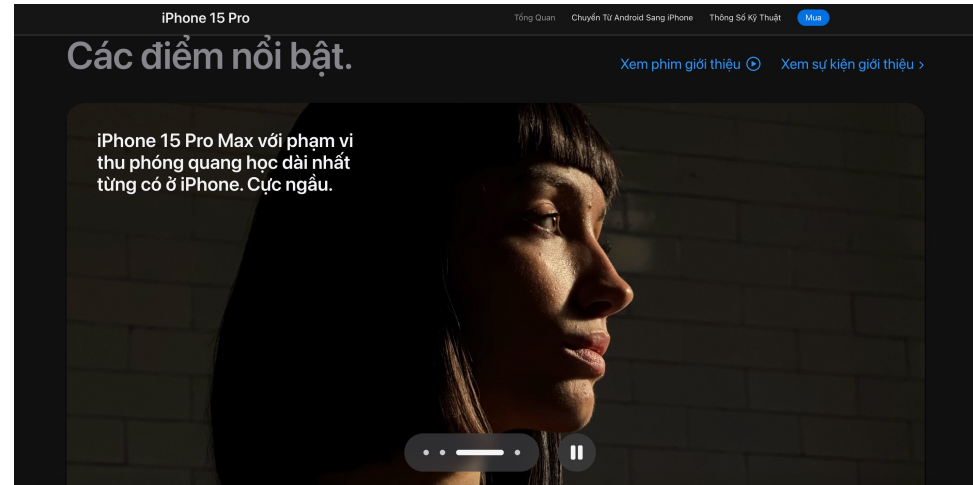 iPhone 15 Pro
Tổng Quan Chuyển Từ Android Sang iPhone Thông Số Kỹ Thuật Mua
Các điểm nổi bật.
Xem phim giới thiệu Xem sự kiện giới thiệu >
iPhone 15 Pro Max với phạm vi
thu phóng quang học dài nhất
từng có ở iPhone. Cực ngầu.